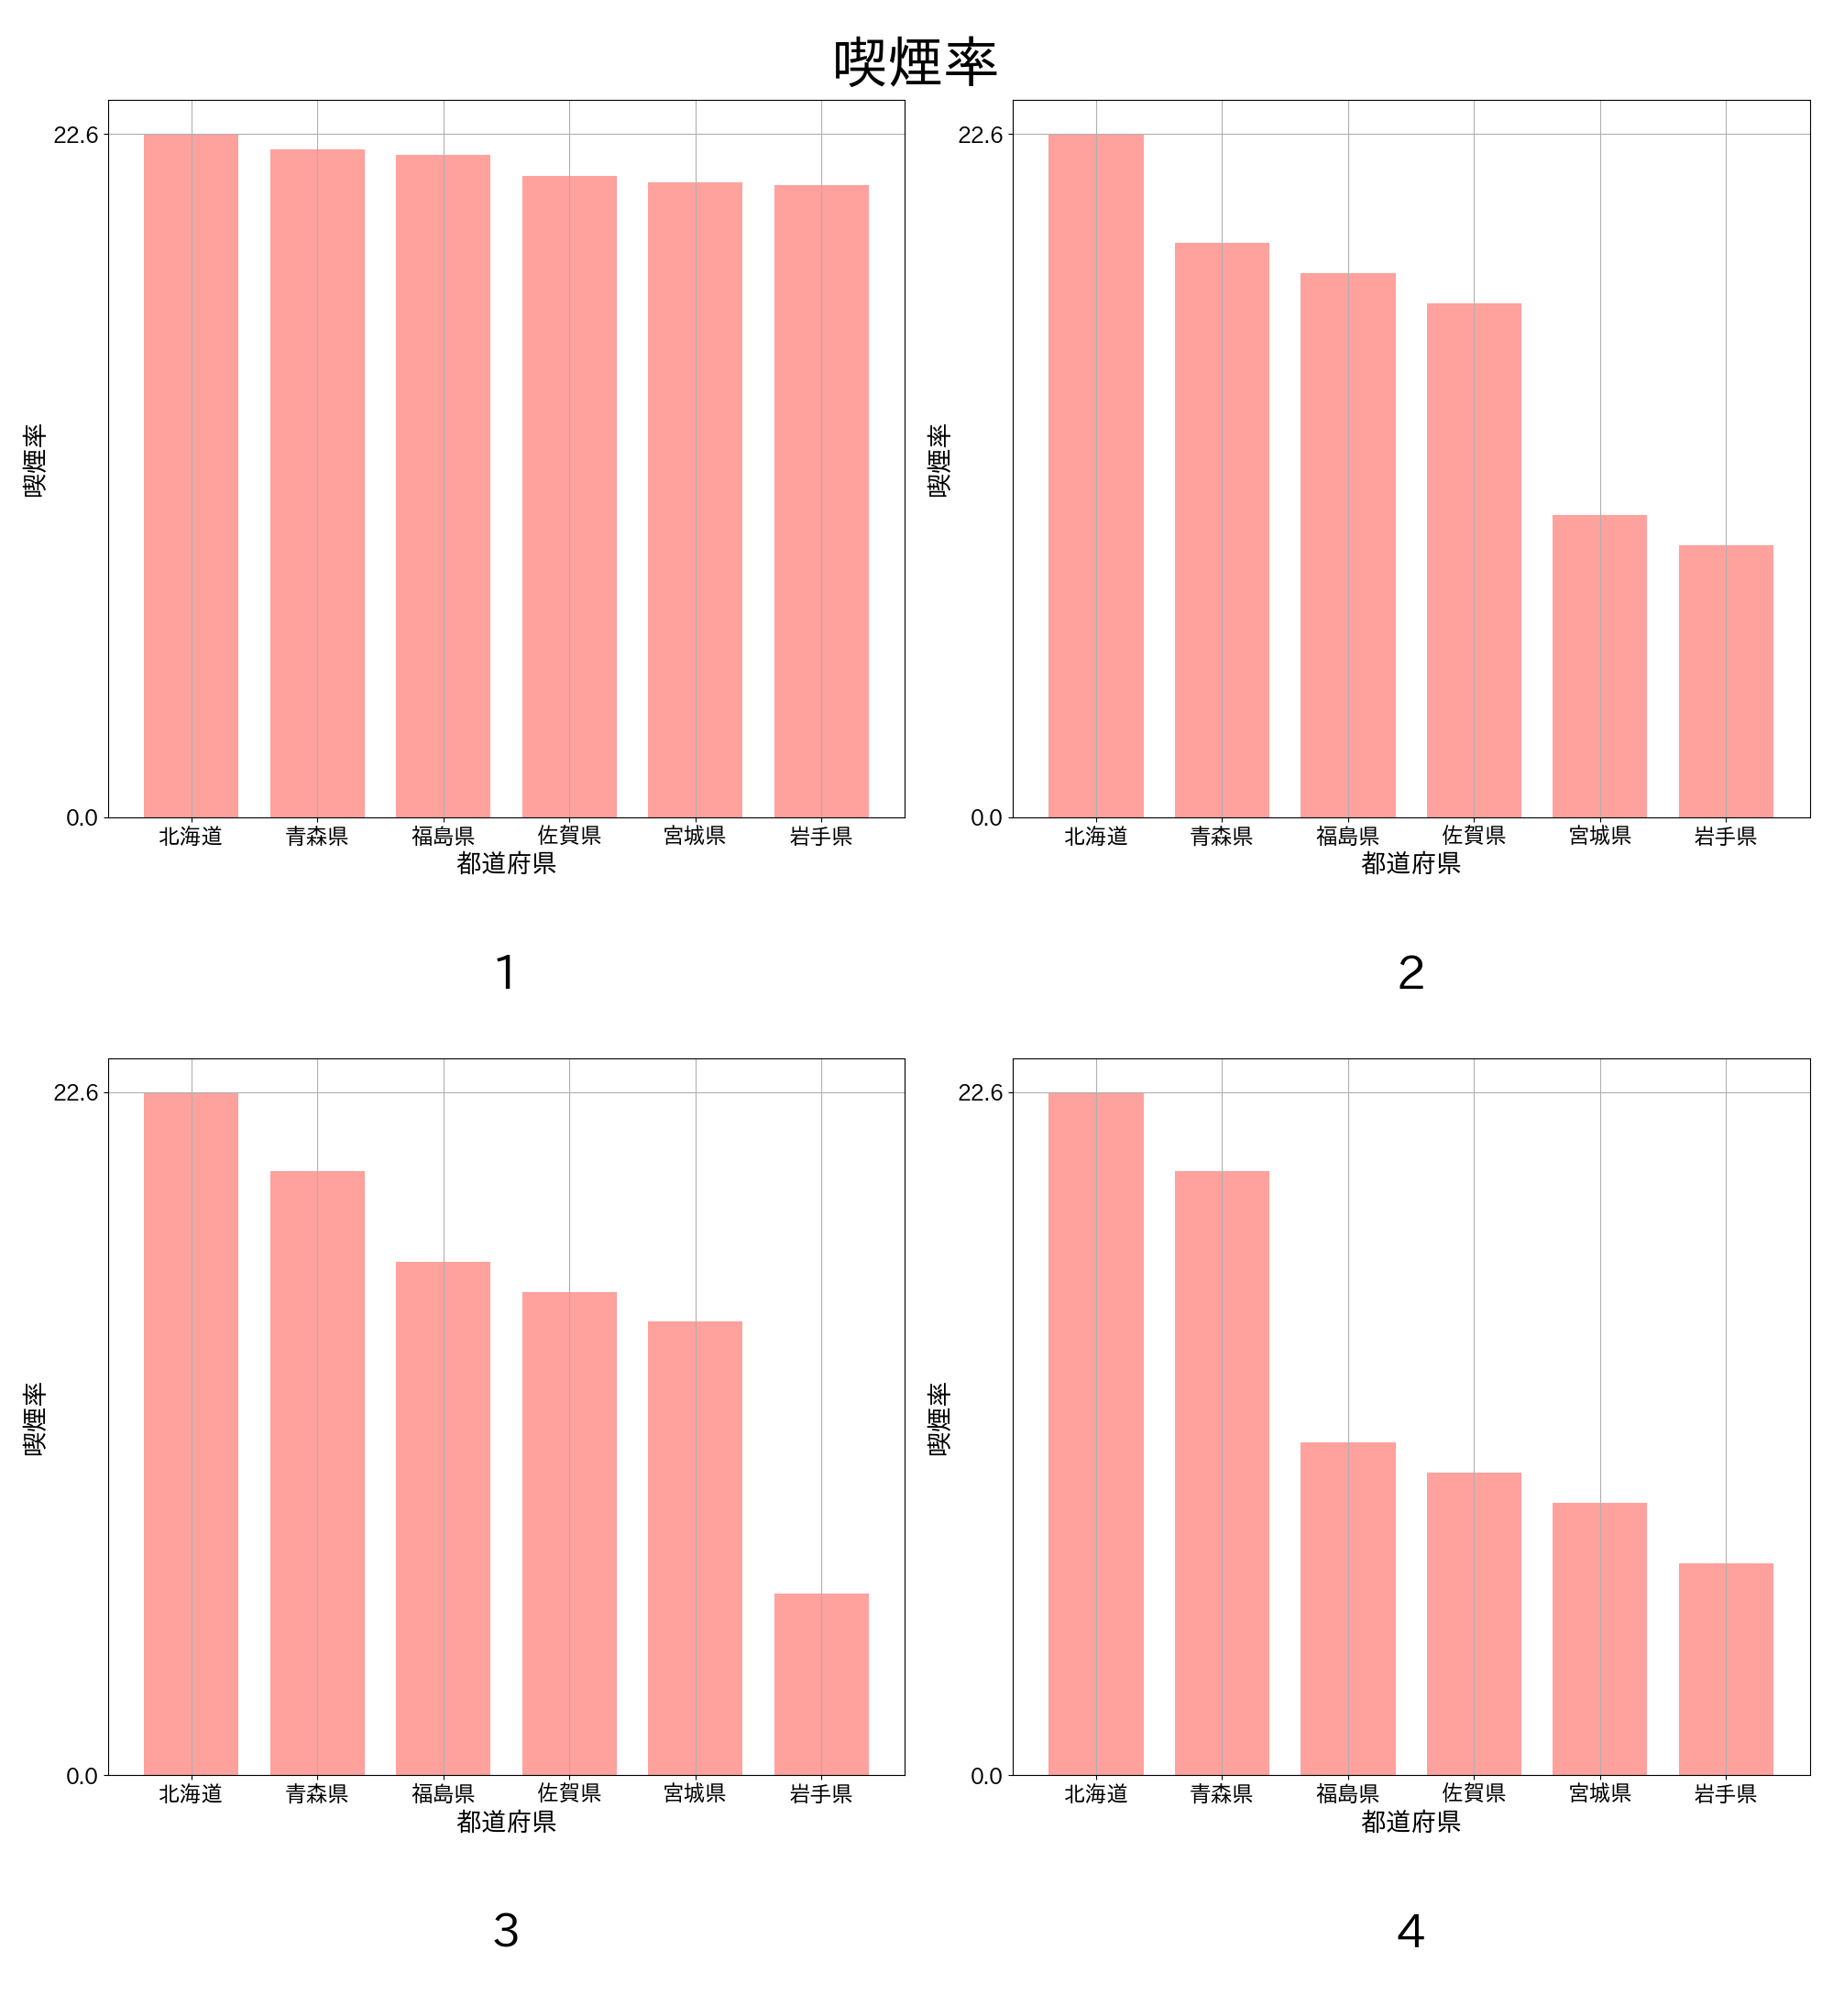 喫煙率
22.6
0.0
喫煙率
北海道 青森県 福島県 佐賀県 宮城県 岩手県
都道府県
1
22.6
0.0
喫煙率
北海道 青森県 福島県 佐賀県 宮城県 岩手県
都道府県
2
22.6
0.0
喫煙率
北海道 青森県 福島県 佐賀県 宮城県 岩手県
都道府県
3
22.6
0.0
喫煙率
北海道 青森県 福島県 佐賀県 宮城県 岩手県
都道府県
4